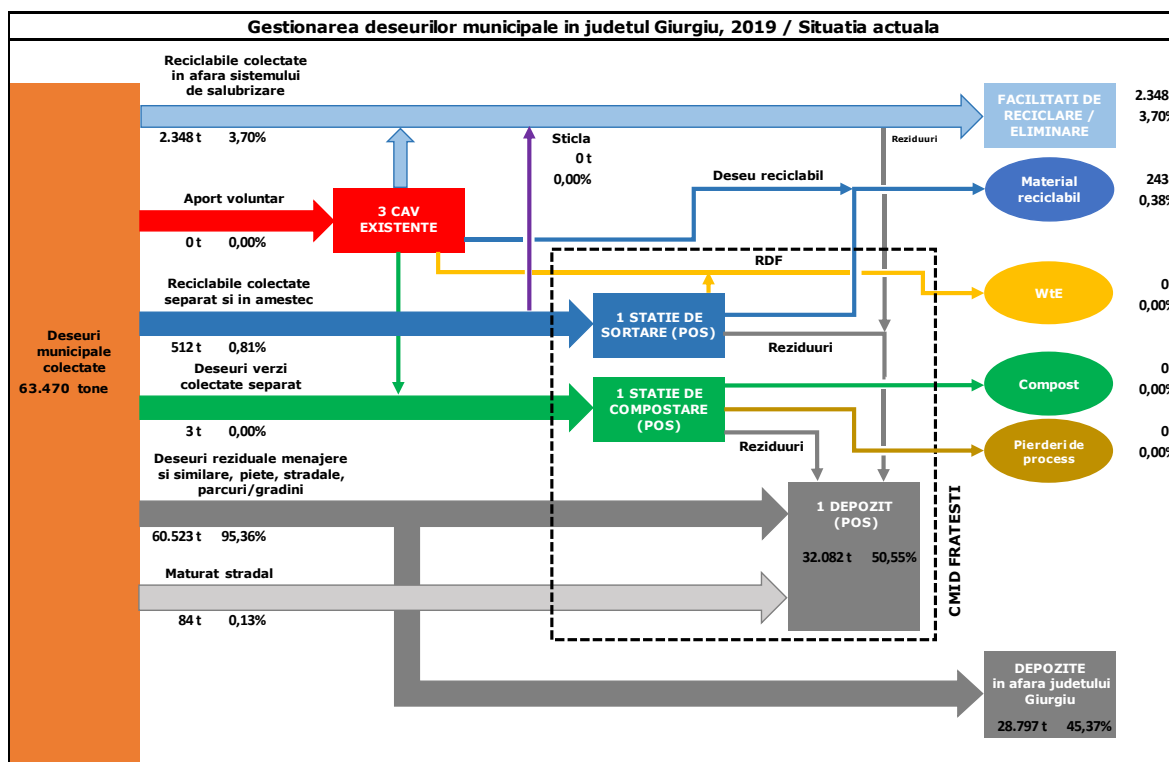 Gestionarea deseurilor municipale in judetul Giurgiu, 2019 / Situatia actuala
Reciclabile colectate
in afara sistemului
de salubrizare
2.348 t 3,70%
FACILITATI DE
RECICLARE /
ELIMINARE
2.348
3,70%
Sticla
0 t
0,00%
Reziduuri
Deseu reciclabil
Aport voluntar
0 t 0,00%
3 CAV
EXISTENTE
Material
reciclabil
243
0,38%
RDF
Reciclabile colectate
separat si in amestec
512 t 0,81%
1 STATIE DE
SORTARE (POS)
Reziduuri
WtE
0
0,00%
Deseuri
municipale
colectate
63.470 tone
Deseuri verzi
colectate separat
3 t 0,00%
1 STATIE DE
COMPOSTARE
(POS)
Reziduuri
Compost
0
0,00%
Pierderi de
process
0
0,00%
Deseuri reziduale menajere
si similare, piete, stradale,
parcuri/gradini
60.523 t 95,36%
1 DEPOZIT
(POS)
32.082 t 50,55%
CMID FRATESTI
Maturat stradal
84 t 0,13%
DEPOZITE
in afara judetului
Giurgiu
28.797 t 45,37%